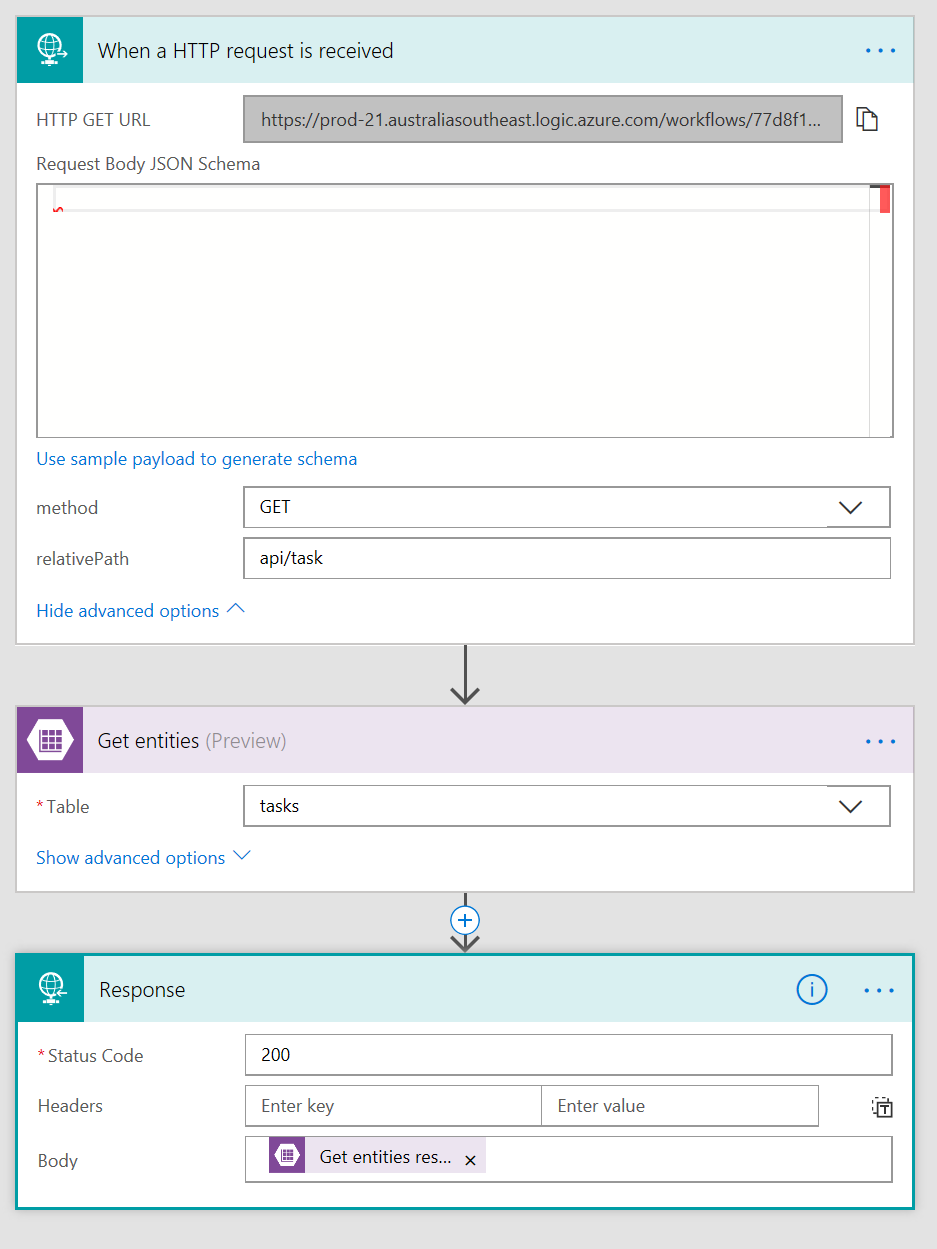 When a HTTP request is received
HTTP GET URL
https://prod-21.australiasoutheast.logic.azure.com/workflows/77d8f1...
Request Body JSON Schema
Use sample payload to generate schema
method
GET
relativePath
api/task
Hide advanced options
Get entities (Preview)
* Table
tasks
Show advanced options
Response
* Status Code
200
Headers
Enter key
Enter value
Body
Get entities res... ×